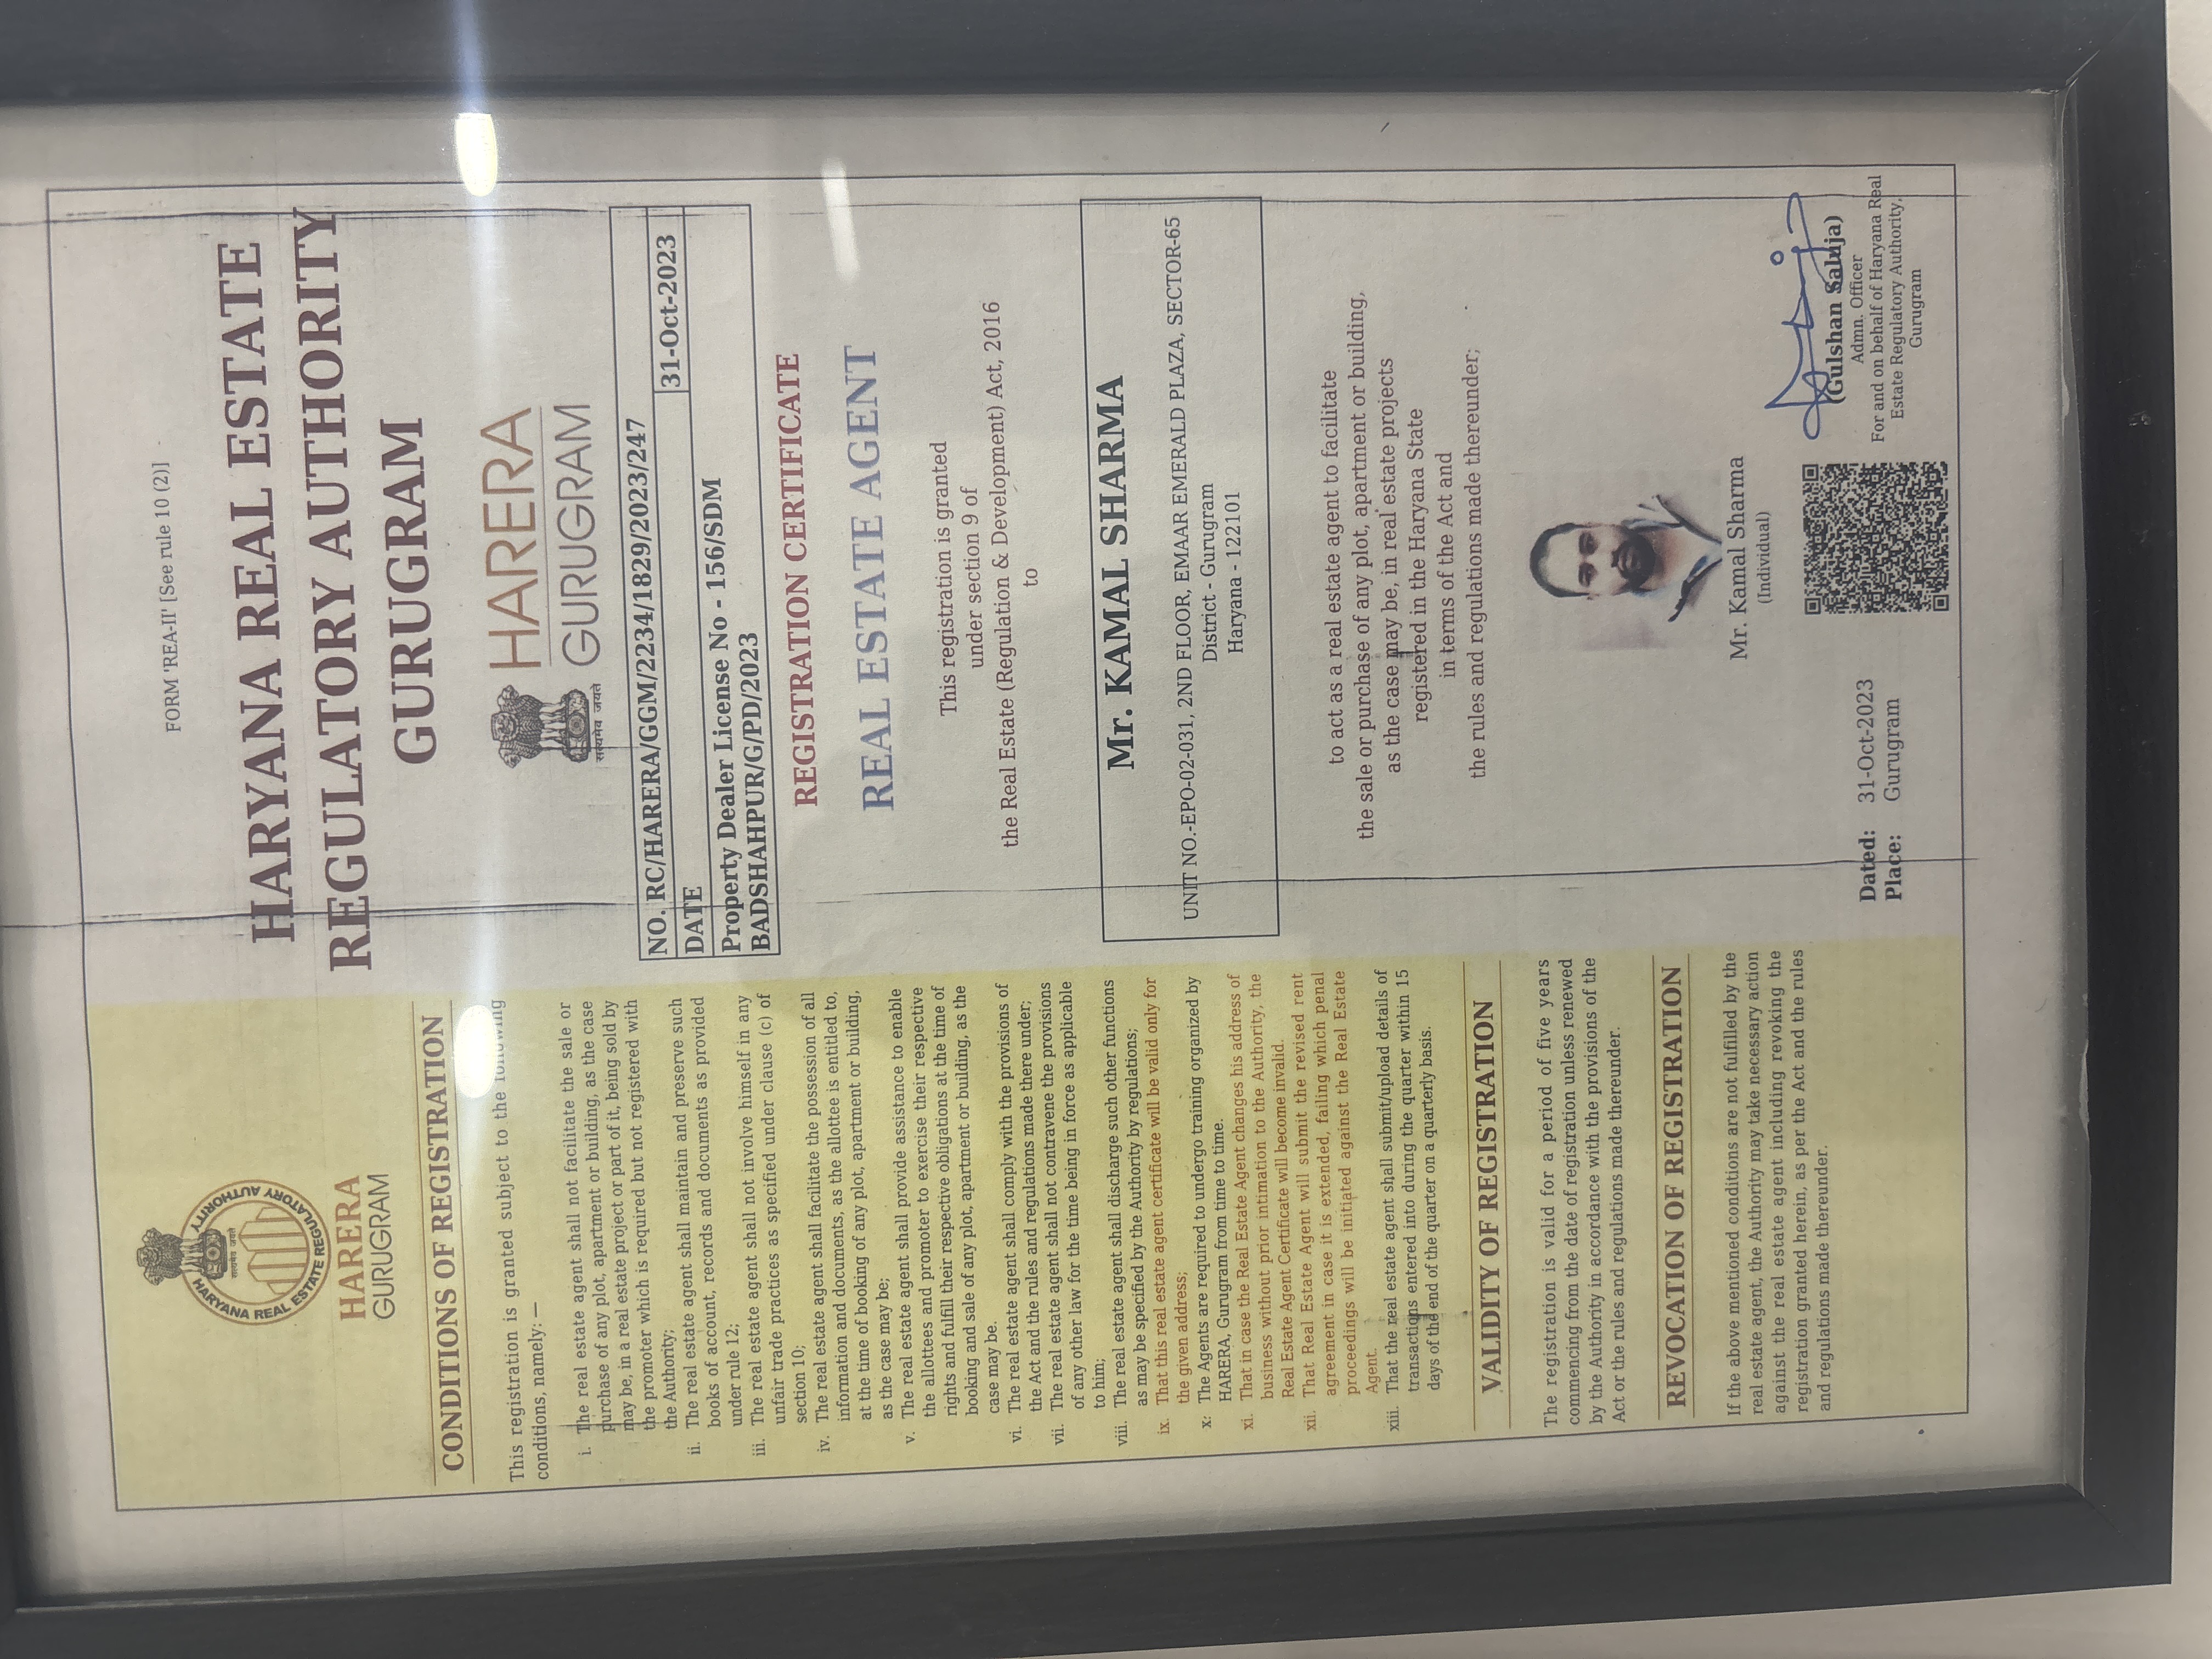 HARYANA REAL ESTATE REGULATORY AUTHORITY
सत्यमेव जयते
HARERA
GURUGRAM
CONDITIONS OF REGISTRATION
This registration is granted subject to the following
conditions, namely: —
i. The real estate agent shall not facilitate the sale or
purchase of any plot, apartment or building, as the case
may be, in a real estate project or part of it, being sold by
the promoter which is required but not registered with
the Authority;
ii. The real estate agent shall maintain and preserve such
books of account, records and documents as provided
under rule 12;
iii. The real estate agent shall not involve himself in any
unfair trade practices as specified under clause (c) of
section 10;
iv. The real estate agent shall facilitate the possession of all
information and documents, as the allottee is entitled to,
at the time of booking of any plot, apartment or building,
as the case may be;
v. The real estate agent shall provide assistance to enable
the allottees and promoter to exercise their respective
rights and fulfill their respective obligations at the time of
booking and sale of any plot, apartment or building, as the
case may be.
vi. The real estate agent shall comply with the provisions of
the Act and the rules and regulations made there under;
vii. The real estate agent shall not contravene the provisions
of any other law for the time being in force as applicable
to him;
viii. The real estate agent shall discharge such other functions
as may be specified by the Authority by regulations;
ix. That this real estate agent certificate will be valid only for
the given address;
x. The Agents are required to undergo training organized by
HARERA, Gurugram from time to time.
xi. That in case the Real Estate Agent changes his address of
business without prior intimation to the Authority, the
Real Estate Agent Certificate will become invalid.
xii. That Real Estate Agent will submit the revised rent
agreement in case it is extended, failing which penal
proceedings will be initiated against the Real Estate
Agent.
xiii. That the real estate agent shall submit/upload details of
transactions entered into during the quarter within 15
days of the end of the quarter on a quarterly basis.
VALIDITY OF REGISTRATION
The registration is valid for a period of five years
commencing from the date of registration unless renewed
by the Authority in accordance with the provisions of the
Act or the rules and regulations made thereunder.
REVOCATION OF REGISTRATION
If the above mentioned conditions are not fulfilled by the
real estate agent, the Authority may take necessary action
against the real estate agent including revoking the
registration granted herein, as per the Act and the rules
and regulations made thereunder.
FORM 'REA-II' [See rule 10 (2)]
HARYANA REAL ESTATE
REGULATORY AUTHORITY
GURUGRAM
सत्यमेव जयते
HARERA
GURUGRAM
NO. RC/HARERA/GGM/2234/1829/2023/247
DATE 31-Oct-2023
Property Dealer License No - 156/SDM
BADSHAHPUR/G/PD/2023
REGISTRATION CERTIFICATE
REAL ESTATE AGENT
This registration is granted
under section 9 of
the Real Estate (Regulation & Development) Act, 2016
to
Mr. KAMAL SHARMA
UNIT NO.-EPO-02-031, 2ND FLOOR, EMAAR EMERALD PLAZA, SECTOR-65
District - Gurugram
Haryana - 122101
to act as a real estate agent to facilitate
the sale or purchase of any plot, apartment or building,
as the case may be, in real estate projects
registered in the Haryana State
in terms of the Act and
the rules and regulations made thereunder;
Mr. Kamal Sharma
(Individual)
Dated: 31-Oct-2023
Place: Gurugram
(Gulshan Saluja)
Admn. Officer
For and on behalf of Haryana Real
Estate Regulatory Authority,
Gurugram